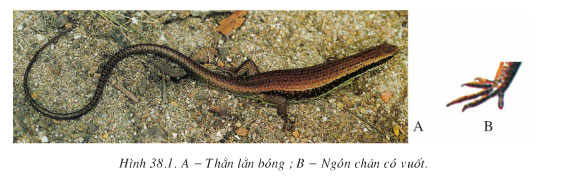 A
B
Hình 38.1. A – Thằn lằn bóng ; B – Ngón chân có vuốt.